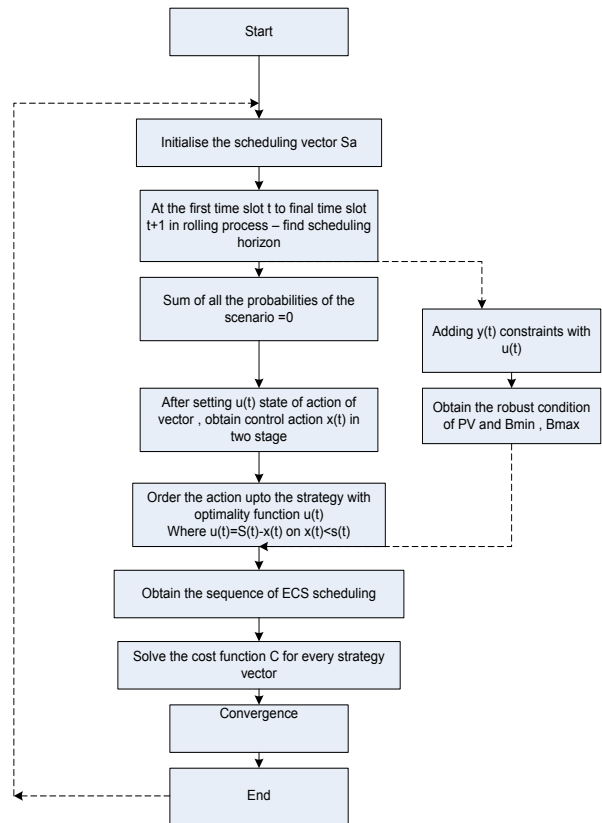 Start
Initialise the scheduling vector Sa
At the first time slot t to final time slot
t+1 in rolling process – find scheduling
horizon
Sum of all the probabilities of the
scenario =0
Adding y(t) constraints with
u(t)
After setting u(t) state of action of
vector , obtain control action x(t) in
two stage
Obtain the robust condition
of PV and Bmin , Bmax
Order the action upto the strategy with
optimality function u(t)
Where u(t)=S(t)-x(t) on x(t)<s(t)
Obtain the sequence of ECS scheduling
Solve the cost function C for every strategy
vector
Convergence
End